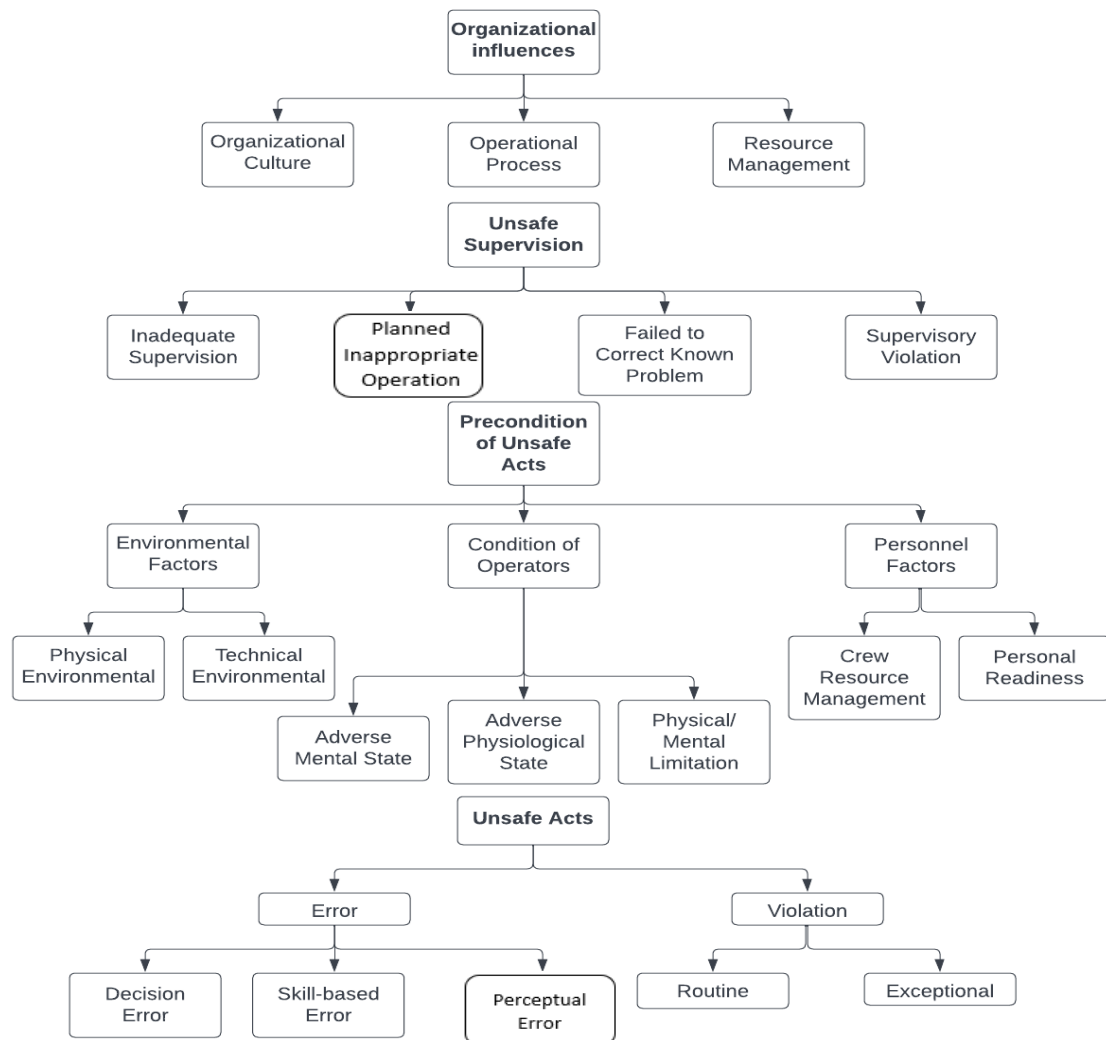 Organizational
influences
Organizational
Culture
Operational
Process
Resource
Management
Unsafe
Supervision
Inadequate
Supervision
Planned
Inappropriate
Operation
Failed to
Correct Known
Problem
Supervisory
Violation
Precondition
of Unsafe
Acts
Environmental
Factors
Condition of
Operators
Personnel
Factors
Physical
Environmental
Technical
Environmental
Crew
Resource
Management
Personal
Readiness
Adverse
Mental State
Adverse
Physiological
State
Physical/
Mental
Limitation
Unsafe Acts
Error
Violation
Decision
Error
Skill-based
Error
Perceptual
Error
Routine
Exceptional